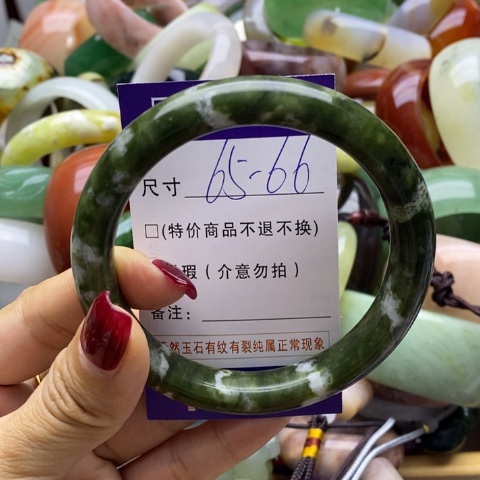 尺寸 65-66
□(特价商品不退不换)
瑕(介意勿拍)
备注:
天然玉石有纹有裂纯属正常现象